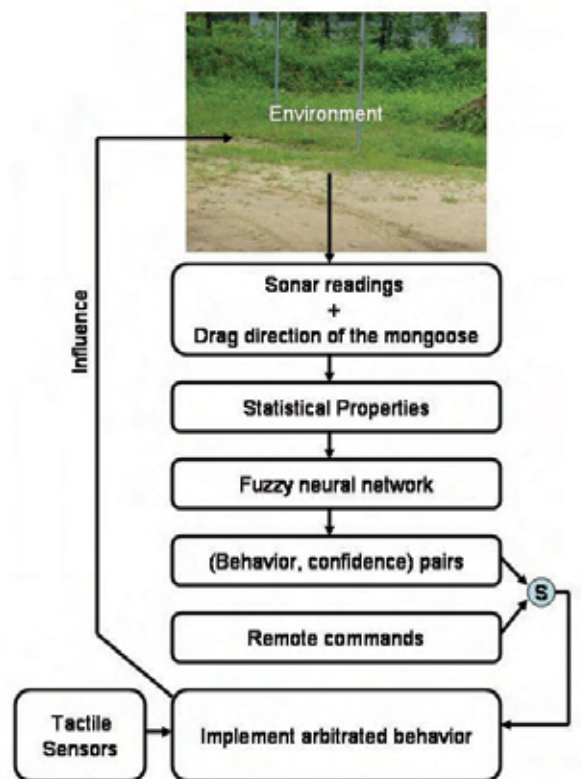 Environment
Influence
Sonar readings
+
Drag direction of the mongoose
Statistical Properties
Fuzzy neural network
(Behavior, confidence) pairs
S
Remote commands
Tactile
Sensors
Implement arbitrated behavior